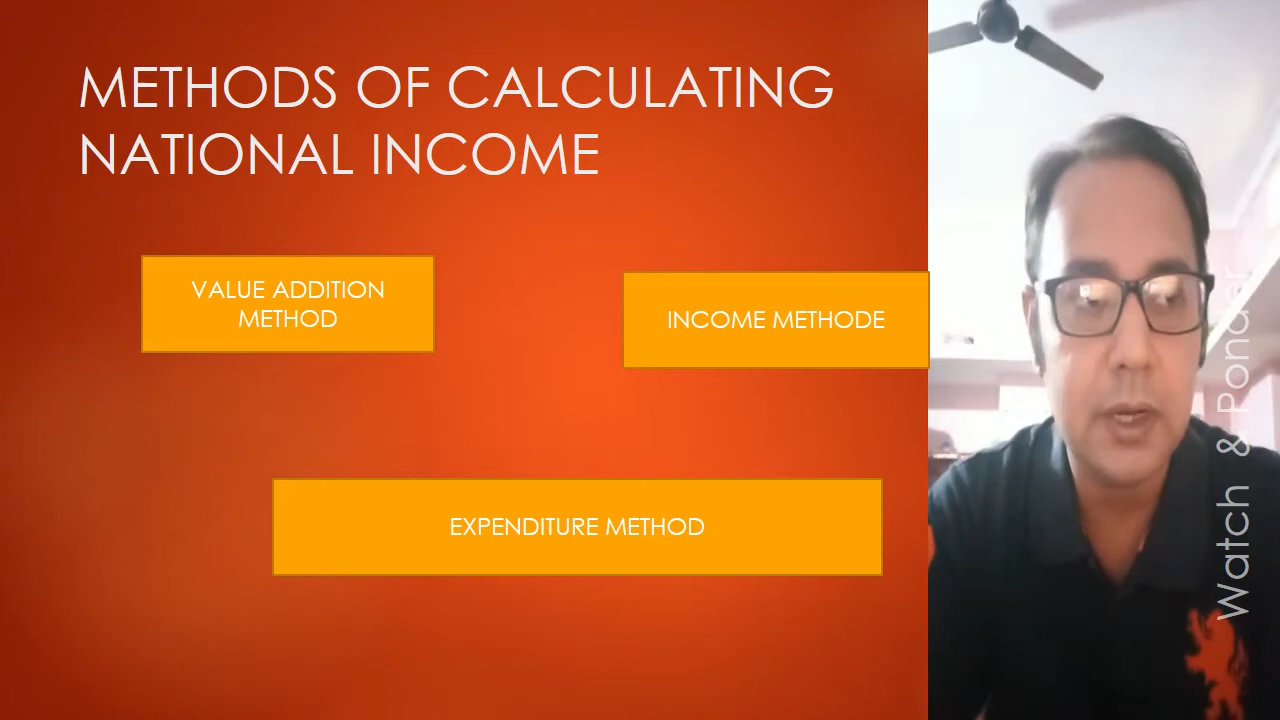 METHODS OF CALCULATING
NATIONAL INCOME
VALUE ADDITION
METHOD
INCOME METHODE
EXPENDITURE METHOD
Watch & Ponder